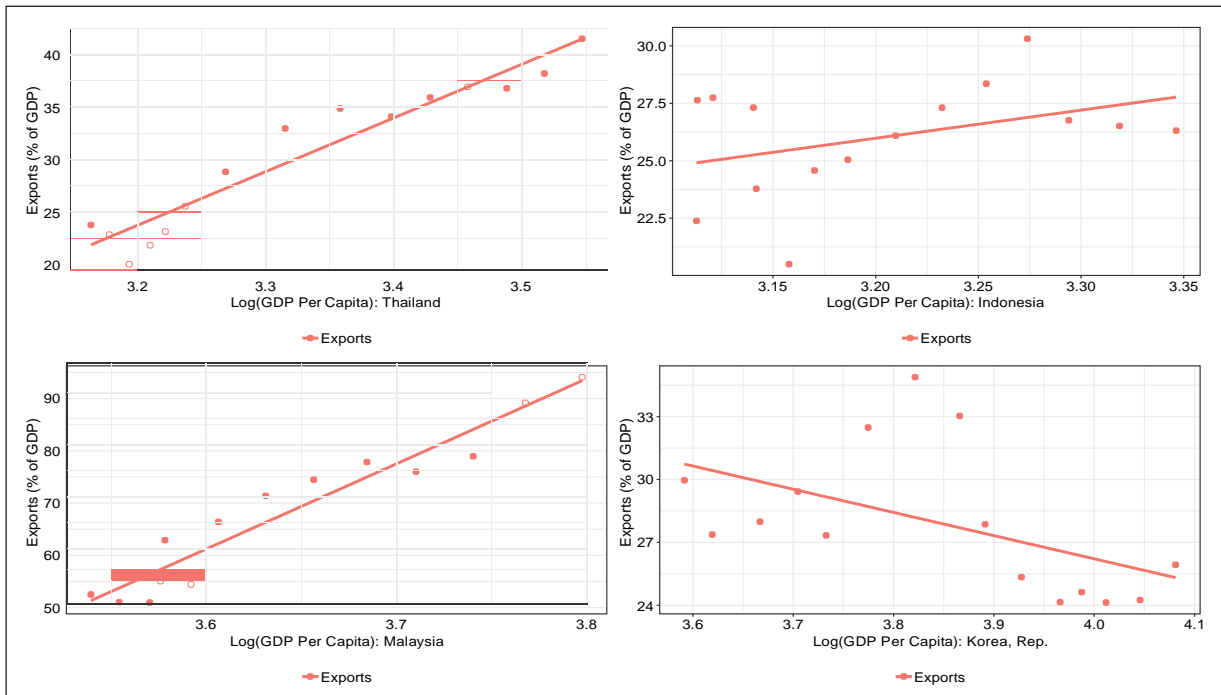 Exports (% of GDP)
40
35
30
25
20
3.2 3.3 3.4 3.5
Log(GDP Per Capita): Thailand
Exports
Exports (% of GDP)
30.0
27.5
25.0
22.5
3.15 3.20 3.25 3.30 3.35
Log(GDP Per Capita): Indonesia
Exports
Exports (% of GDP)
90
80
70
60
50
3.6 3.7 3.8
Log(GDP Per Capita): Malaysia
Exports
Exports (% of GDP)
33
30
27
24
3.6 3.7 3.8 3.9 4.0 4.1
Log(GDP Per Capita): Korea, Rep.
Exports